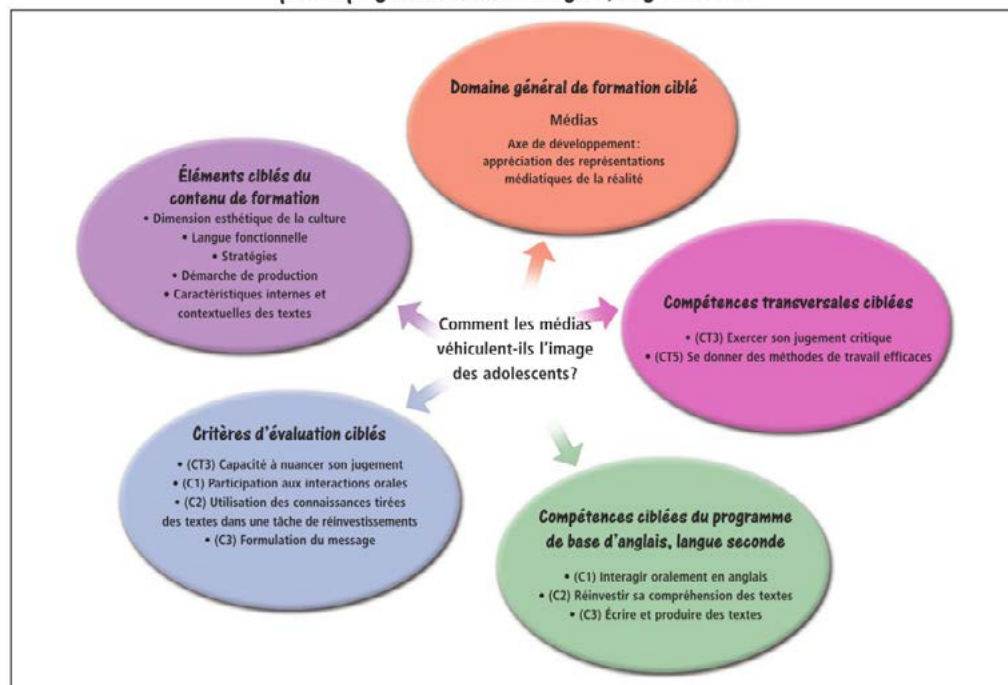 Domaine général de formation ciblé
Médias
Axe de développement:
appréciation des représentations
médiatiques de la réalité
Éléments ciblés du
contenu de formation
• Dimension esthétique de la culture
• Langue fonctionnelle
• Stratégies
• Démarche de production
• Caractéristiques internes et
contextuelles des textes
Compétences transversales ciblées
• (CT3) Exercer son jugement critique
• (CT5) Se donner des méthodes de travail efficaces
Comment les médias
véhiculent-ils l'image
des adolescents?
Critères d'évaluation ciblés
• (CT3) Capacité à nuancer son jugement
• (C1) Participation aux interactions orales
• (C2) Utilisation des connaissances tirées
des textes dans une tâche de réinvestissements
• (C3) Formulation du message
Compétences ciblées du programme
de base d'anglais, langue seconde
• (C1) Interagir oralement en anglais
• (C2) Réinvestir sa compréhension des textes
• (C3) Écrire et produire des textes